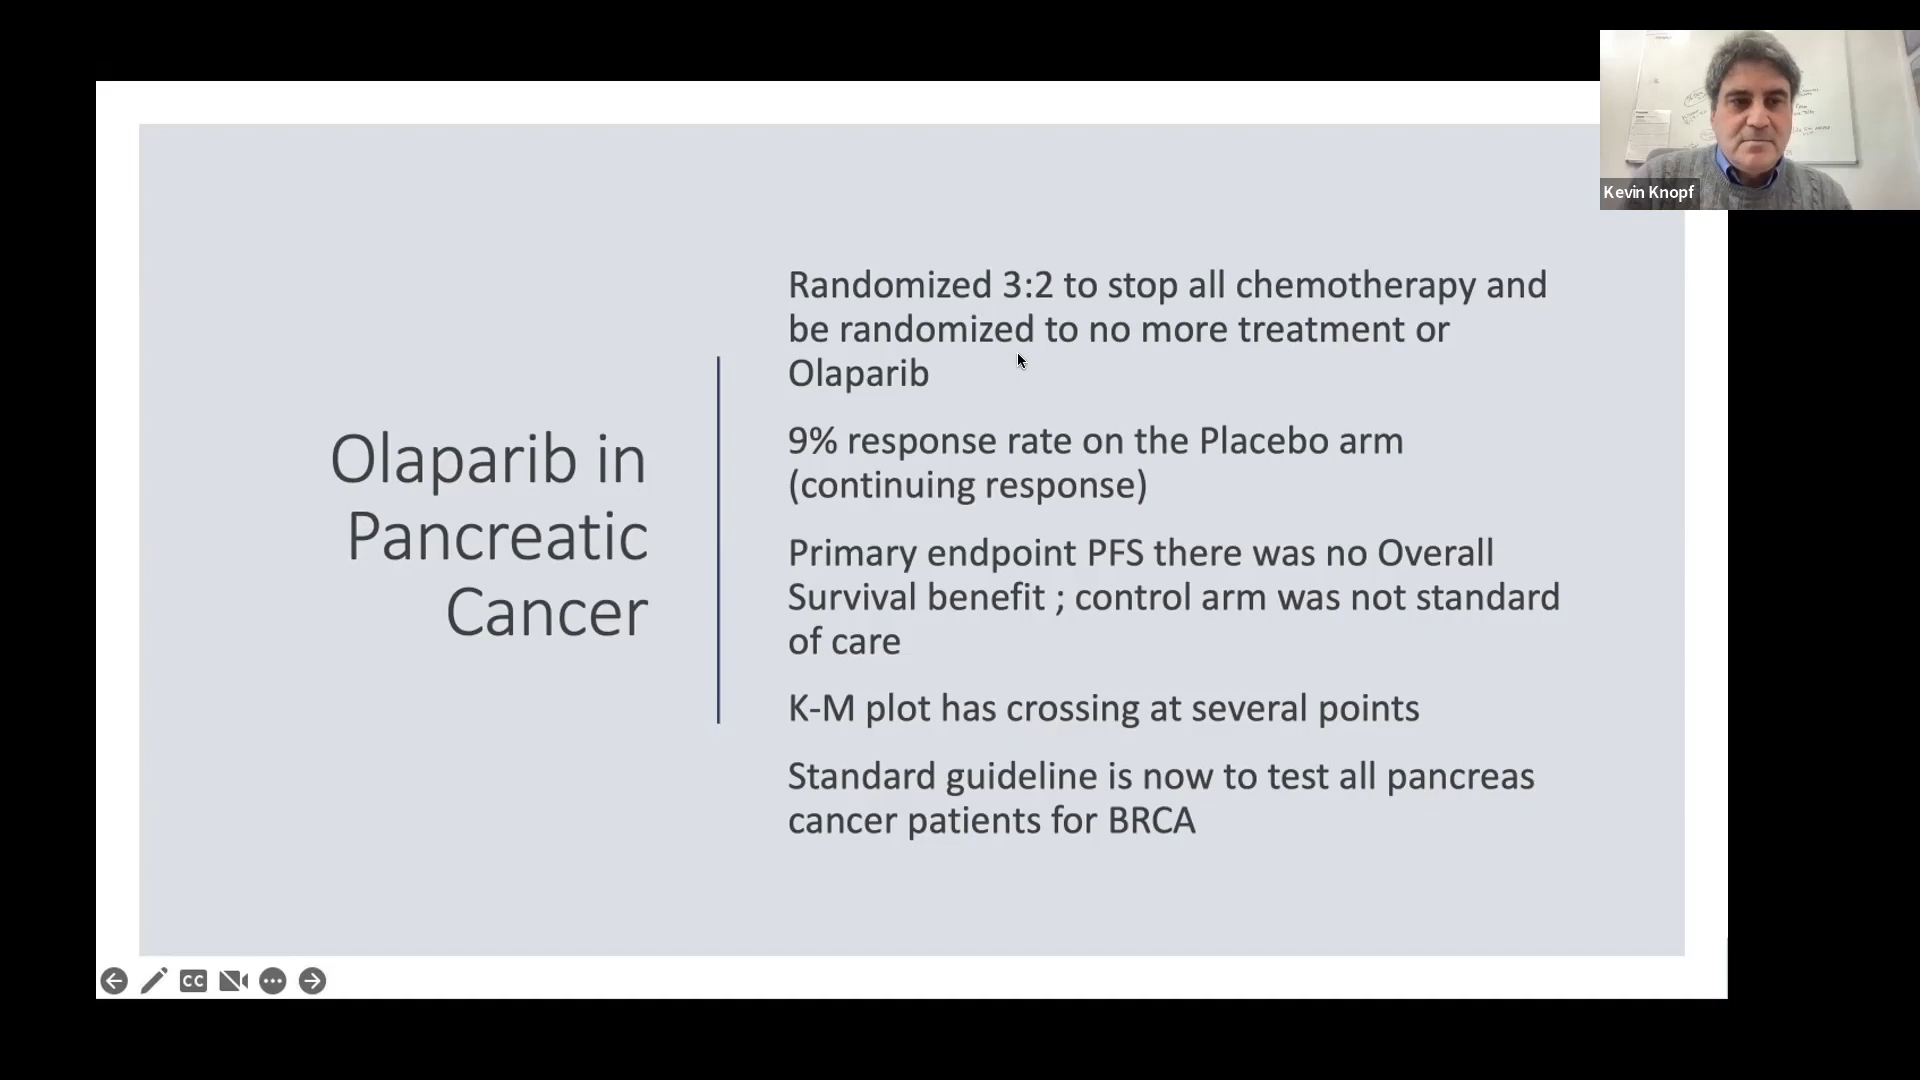 Kevin Knopf
Olaparib in
Pancreatic
Cancer
Randomized 3:2 to stop all chemotherapy and
be randomized to no more treatment or
Olaparib
9% response rate on the Placebo arm
(continuing response)
Primary endpoint PFS there was no Overall
Survival benefit ; control arm was not standard
of care
K-M plot has crossing at several points
Standard guideline is now to test all pancreas
cancer patients for BRCA
CC